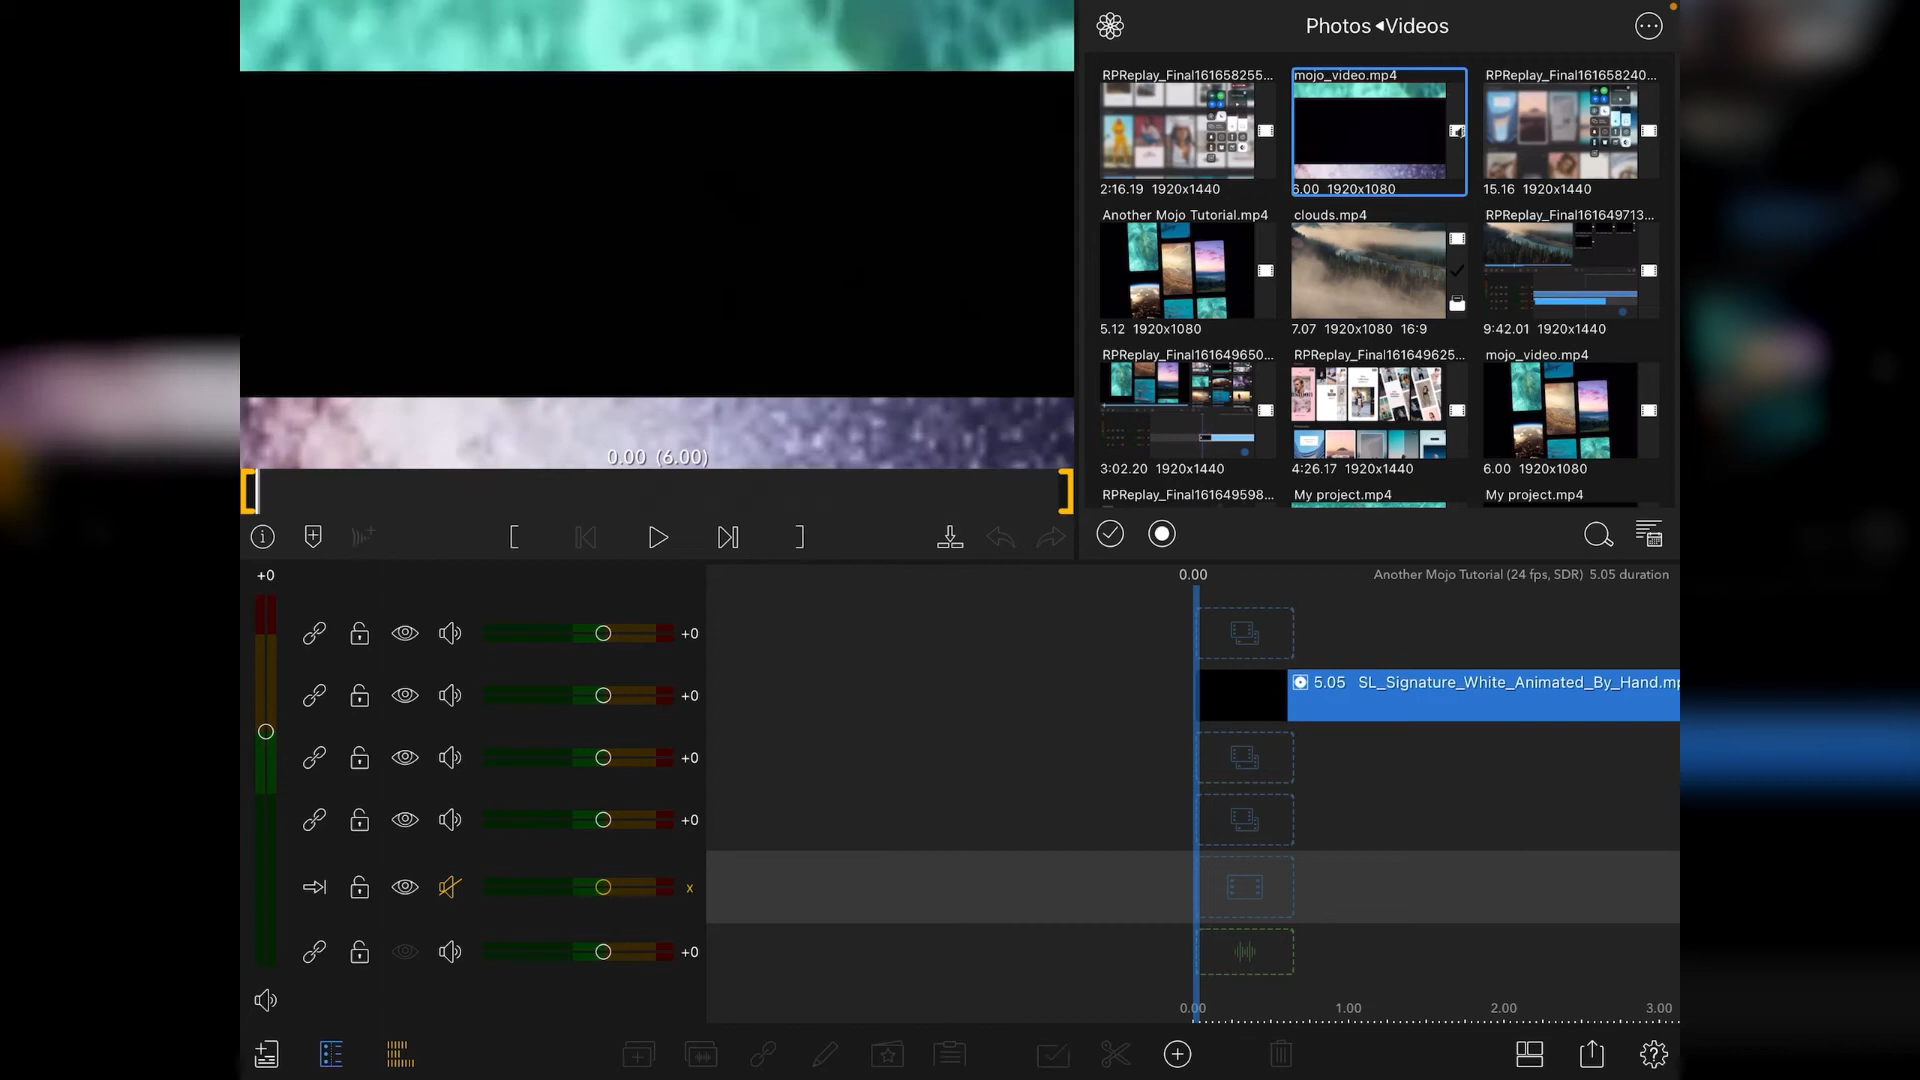 Photos◂Videos
RPReplay_Final161658255...
mojo_video.mp4
RPReplay_Final161658240...
2:16.19 1920x1440
6.00 1920x1080
15.16 1920x1440
Another Mojo Tutorial.mp4
clouds.mp4
RPReplay_Final161649713...
5.12 1920x1080
7.07 1920x1080 16:9
9:42.01 1920x1440
RPReplay_Final161649650...
RPReplay_Final161649625...
mojo_video.mp4
3:02.20 1920x1440
4:26.17 1920x1440
6.00 1920x1080
RPReplay_Final161649598...
My project.mp4
My project.mp4
0.00 (6.00)
+0
0.00
Another Mojo Tutorial (24 fps, SDR) 5.05 duration
+0
+0
5.05 SL_Signature_White_Animated_By_Hand.mp
+0
+0
x
+0
0.00
1.00
2.00
3.00